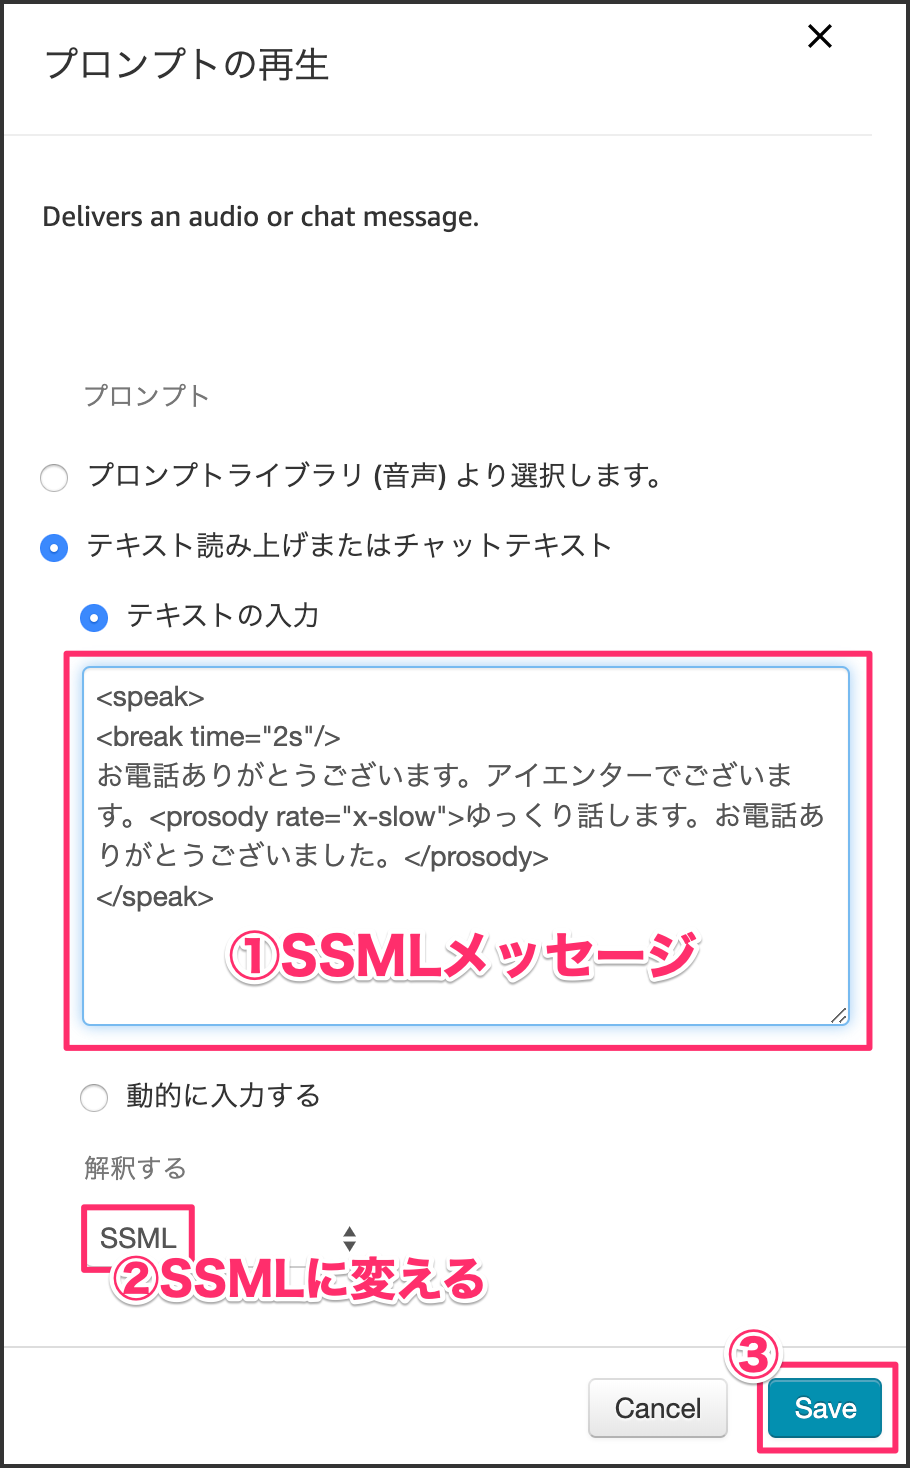 プロンプトの再生
Delivers an audio or chat message.
プロンプト
プロンプトライブラリ (音声) より選択します。
テキスト読み上げまたはチャットテキスト
テキストの入力
<speak>
<break time="2s"/>
お電話ありがとうございます。アイエンターでございま
す。<prosody rate="x-slow">ゆっくり話します。お電話あ
りがとうございました。</prosody>
</speak>
①SSMLメッセージ
動的に入力する
解釈する
SSML
②SSMLに変える
③
Cancel
Save